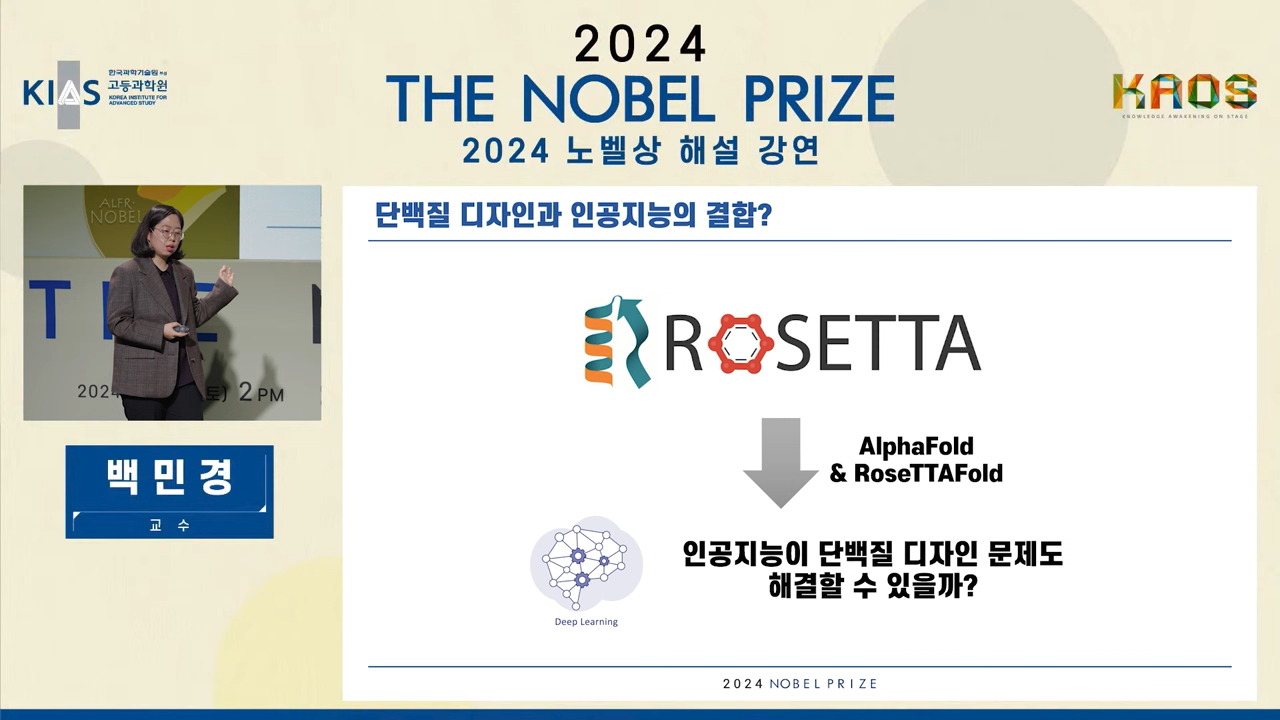 2024
THE NOBEL PRIZE
2024 노벨상 해설 강연
KIAS
한국과학기술원 부설
고등과학원
KOREA INSTITUTE FOR
ADVANCED STUDY
KAOS
KNOWLEDGE AWAKENING ON STAGE
ALFR·
NOBEL
T
2024
토) 2 PM
백민경
교 수
단백질 디자인과 인공지능의 결합?
ROSETTA
AlphaFold
& RoseTTAFold
Deep Learning
인공지능이 단백질 디자인 문제도
해결할 수 있을까?
2024 NOBEL PRIZE